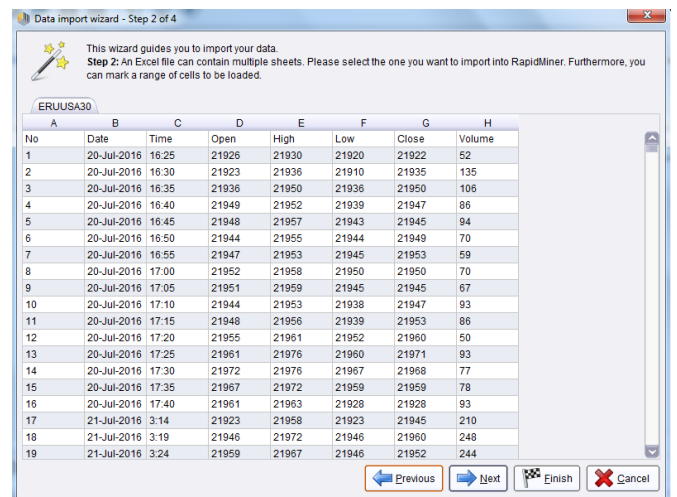 Data import wizard - Step 2 of 4
This wizard guides you to import your data.
Step 2: An Excel file can contain multiple sheets. Please select the one you want to import into RapidMiner. Furthermore, you
can mark a range of cells to be loaded.
ERUUSA30
A B C D E F G H
No Date Time Open High Low Close Volume
1 20-Jul-2016 16:25 21926 21930 21920 21922 52
2 20-Jul-2016 16:30 21923 21936 21910 21935 135
3 20-Jul-2016 16:35 21936 21950 21936 21950 106
4 20-Jul-2016 16:40 21949 21952 21939 21947 86
5 20-Jul-2016 16:45 21948 21957 21943 21945 94
6 20-Jul-2016 16:50 21944 21955 21944 21949 70
7 20-Jul-2016 16:55 21947 21953 21945 21953 59
8 20-Jul-2016 17:00 21952 21958 21950 21950 70
9 20-Jul-2016 17:05 21951 21959 21945 21945 67
10 20-Jul-2016 17:10 21944 21953 21938 21947 93
11 20-Jul-2016 17:15 21948 21956 21939 21953 86
12 20-Jul-2016 17:20 21955 21961 21952 21960 50
13 20-Jul-2016 17:25 21961 21976 21960 21971 93
14 20-Jul-2016 17:30 21972 21976 21967 21968 77
15 20-Jul-2016 17:35 21967 21972 21959 21959 78
16 20-Jul-2016 17:40 21961 21963 21928 21928 93
17 21-Jul-2016 3:14 21923 21958 21923 21945 210
18 21-Jul-2016 3:19 21946 21972 21946 21960 248
19 21-Jul-2016 3:24 21959 21967 21946 21952 244
Previous Next Finish Cancel